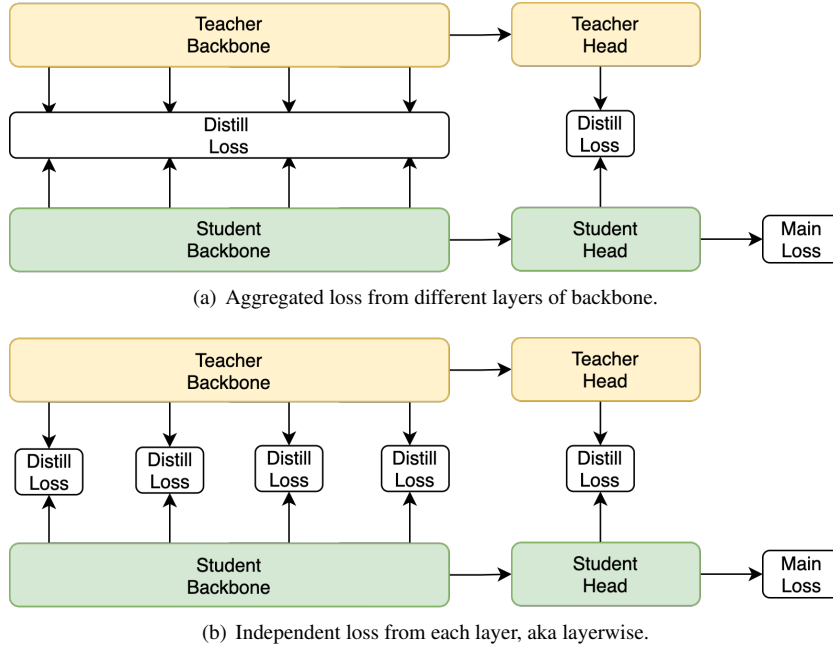 Teacher
Backbone
Teacher
Head
Distill
Loss
Distill
Loss
Student
Backbone
Student
Head
Main
Loss
(a) Aggregated loss from different layers of backbone.
Teacher
Backbone
Teacher
Head
Distill
Loss
Distill
Loss
Distill
Loss
Distill
Loss
Distill
Loss
Student
Backbone
Student
Head
Main
Loss
(b) Independent loss from each layer, aka layerwise.